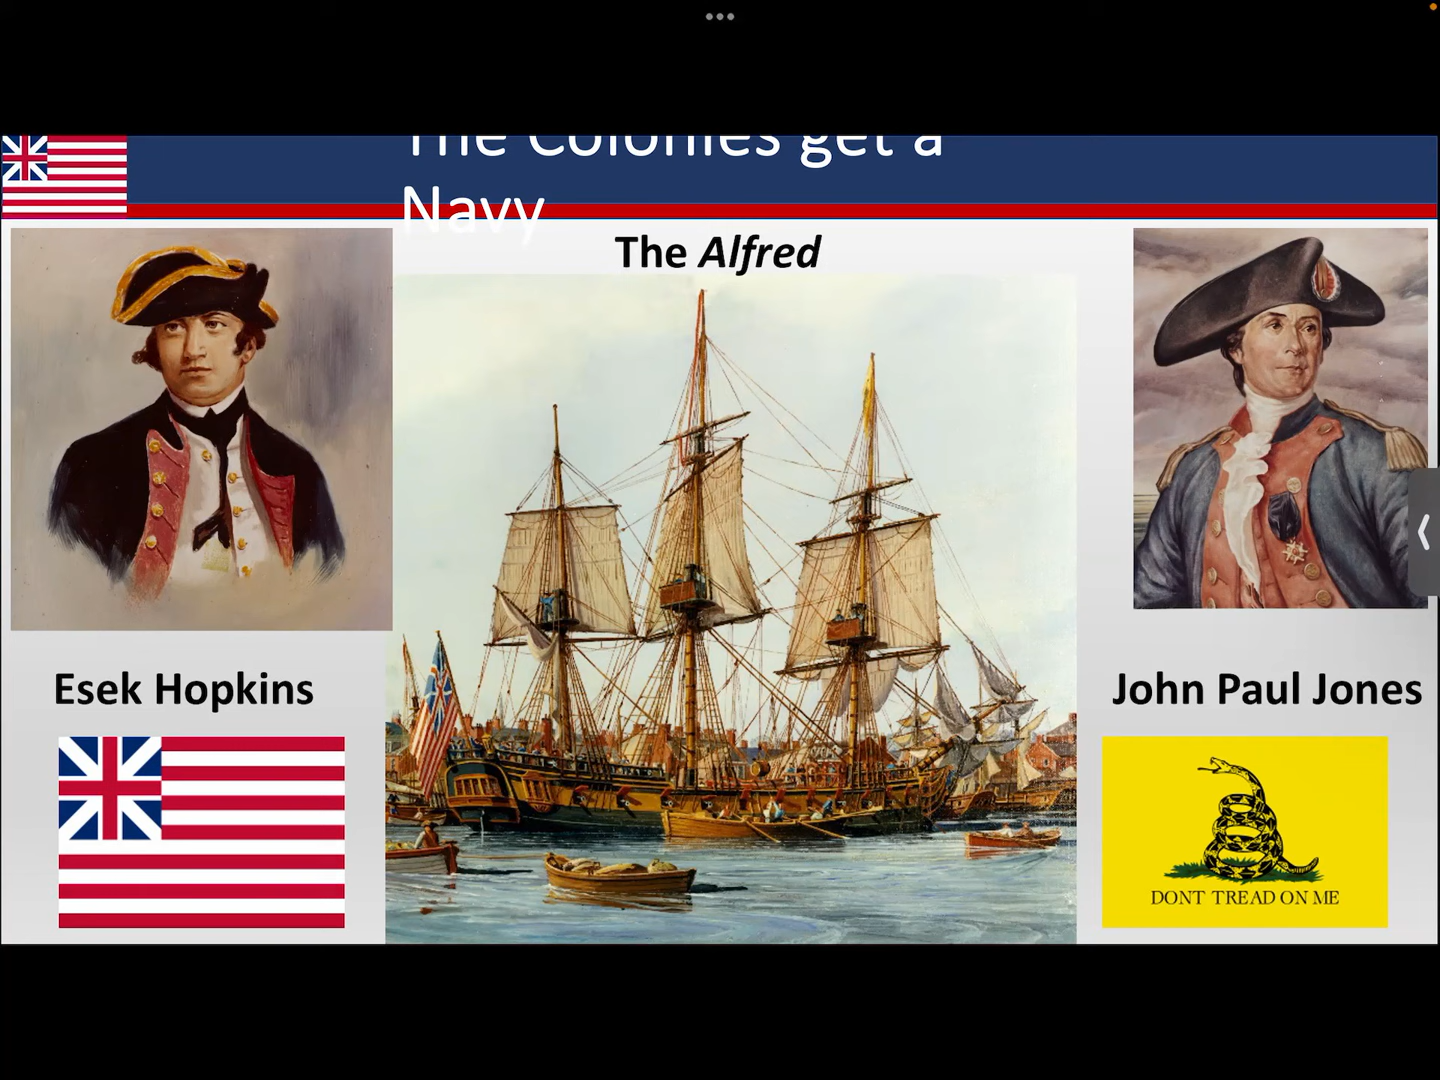 The Colonies get a
Navy
The Alfred
Esek Hopkins
John Paul Jones
DONT TREAD ON ME